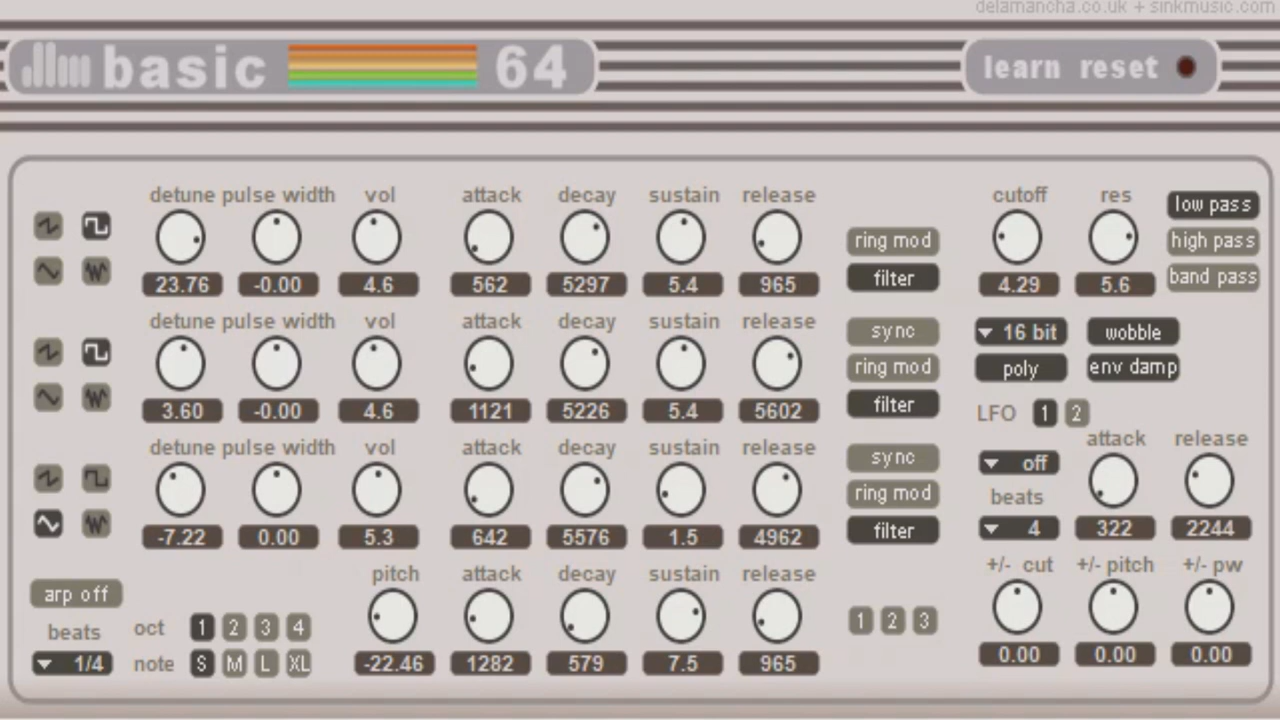 delamancha.co.uk + sinkmusic.com
dlm basic 64 learn reset
detune pulse width vol attack decay sustain release cutoff res low pass
ring mod high pass
filter band pass
23.76 -0.00 4.6 562 5297 5.4 965 4.29 5.6
detune pulse width vol attack decay sustain release sync 16 bit wobble
ring mod poly env damp
3.60 -0.00 4.6 1121 5226 5.4 5602 filter LFO 1 2
detune pulse width vol attack decay sustain release sync attack release
off
ring mod beats
-7.22 0.00 5.3 642 5576 1.5 4962 filter 4 322 2244
pitch attack decay sustain release +/- cut +/- pitch +/- pw
arp off
beats oct 1 2 3 4 1 2 3
1/4 note S M L XL -22.46 1282 579 7.5 965 0.00 0.00 0.00